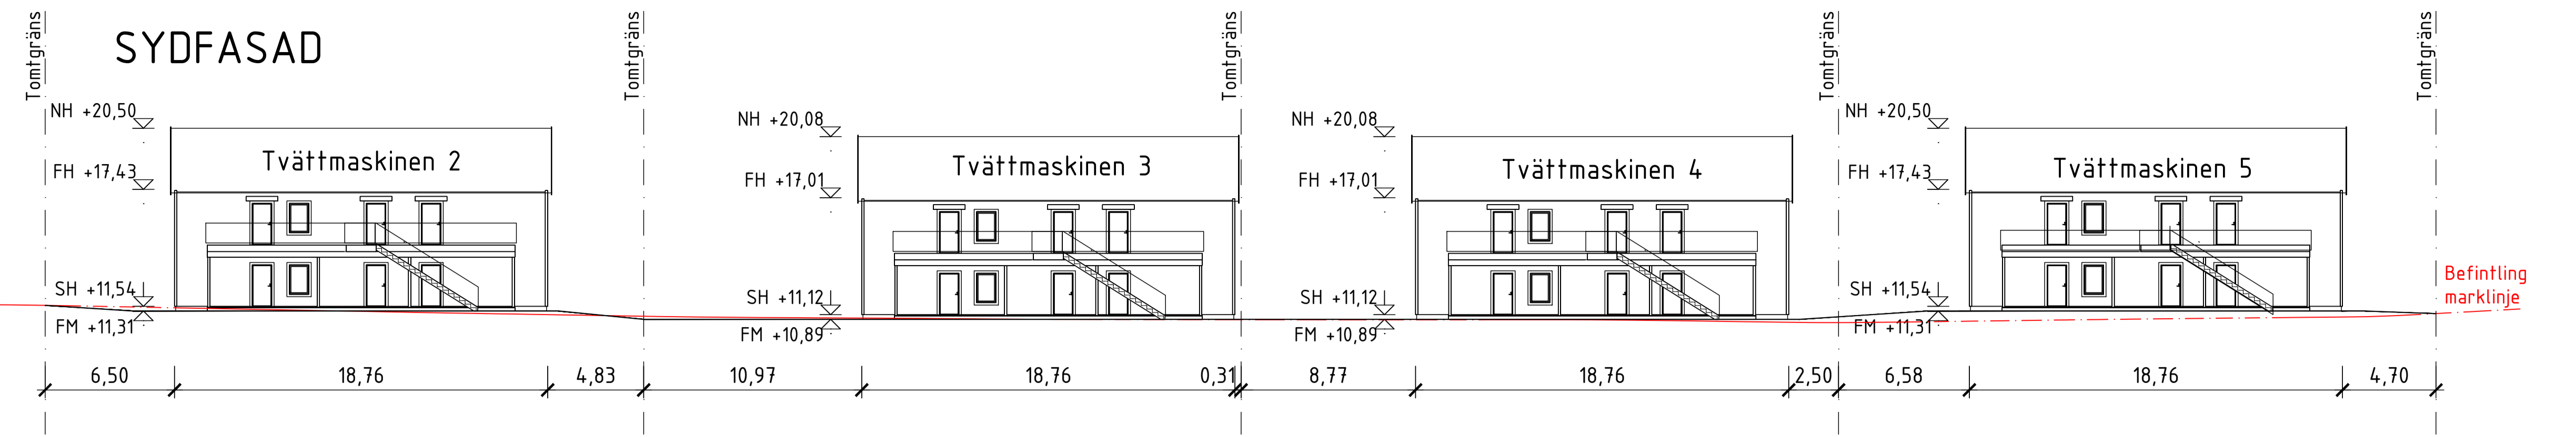 SYDFASAD
Tomtgräns
Tomtgräns
Tomtgräns
Tomtgräns
Tomtgräns
NH +20,50
FH +17,43
SH +11,54
FM +11,31
Tvättmaskinen 2
NH +20,08
FH +17,01
SH +11,12
FM +10,89
Tvättmaskinen 3
NH +20,08
FH +17,01
SH +11,12
FM +10,89
Tvättmaskinen 4
NH +20,50
FH +17,43
SH +11,54
FM +11,31
Tvättmaskinen 5
Befintling
marklinje
6,50 18,76 4,83 10,97 18,76 0,31 8,77 18,76 2,50 6,58 18,76 4,70